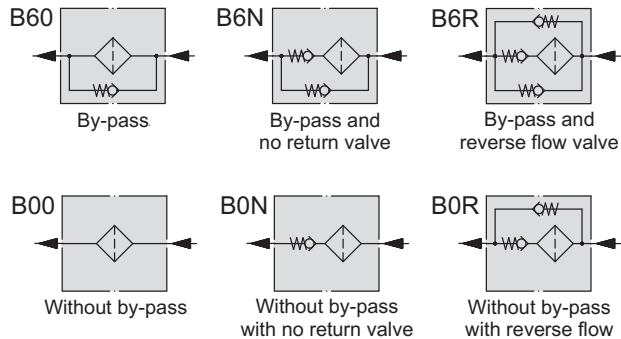 B60
B6N
B6R
By-pass
By-pass and
no return valve
By-pass and
reverse flow valve
B00
B0N
B0R
Without by-pass
Without by-pass
with no return valve
Without by-pass
with reverse flow